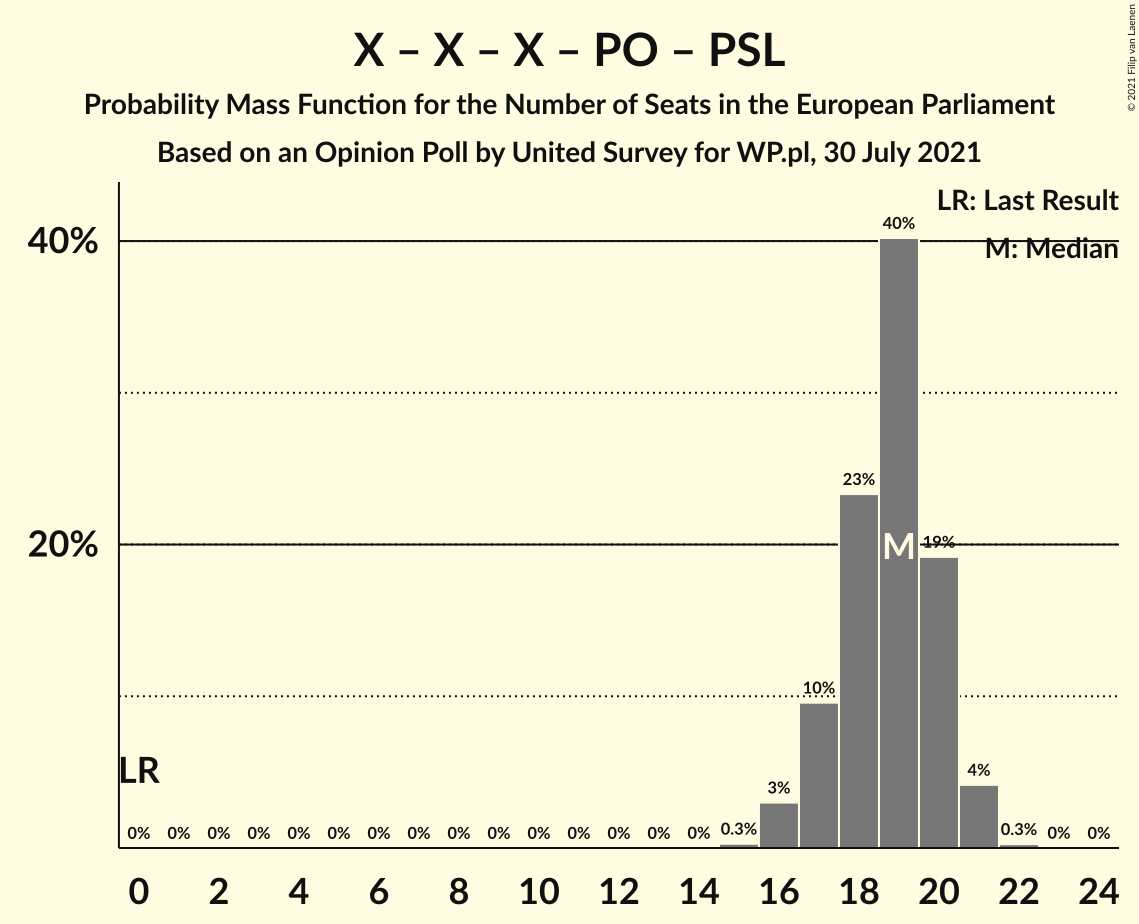 X – X – X – PO – PSL
Probability Mass Function for the Number of Seats in the European Parliament
Based on an Opinion Poll by United Survey for WP.pl, 30 July 2021
© 2021 Filip van Laenen
LR: Last Result
M: Median
40%
20%
40%
23%
19%
10%
4%
3%
0.3%
0.3%
M
LR
0% 0% 0% 0% 0% 0% 0% 0% 0% 0% 0% 0% 0% 0% 0% 0% 0%
0 2 4 6 8 10 12 14 16 18 20 22 24